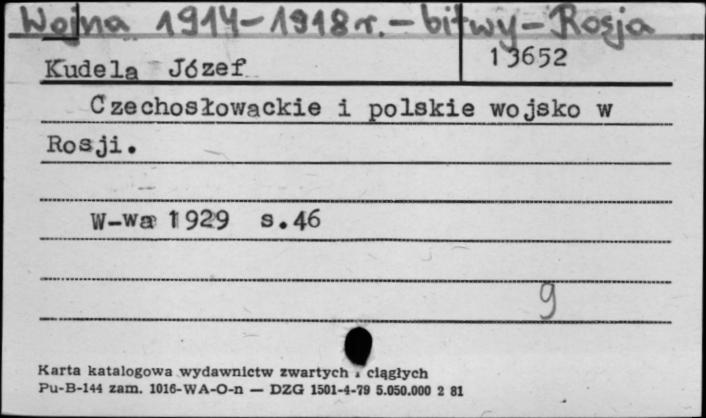 Wojna 1914-1918 r. - bitwy - Rosja
Kudela Józef 13652
Czechosłowackie i polskie wojsko w
Rosji.
W-wa 1929 s.46
9
Karta katalogowa wydawnictw zwartych i ciągłych
Pu-B-144 zam. 1016-WA-O-n — DZG 1501-4-79 5.050.000 2 81